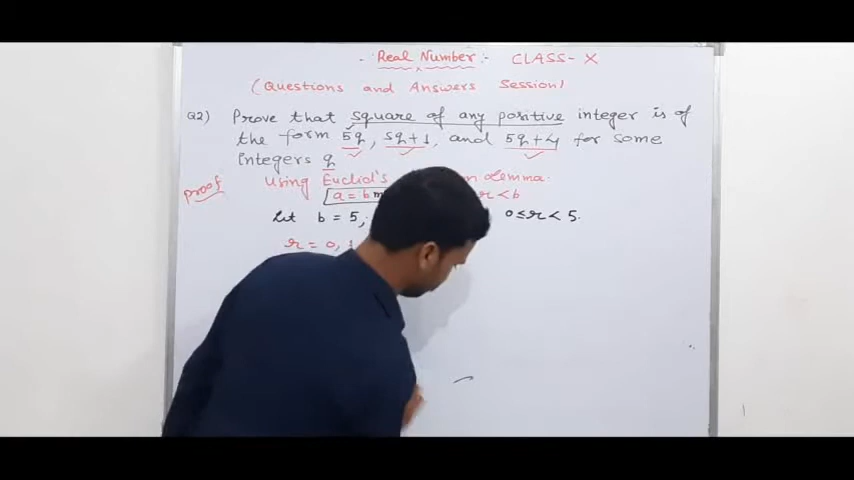 Real Number :- CLASS - X
(Questions and Answers Session)
Q2) Prove that square of any positive integer is of
the form 5q, 5q+1, and 5q+4 for some
integers q
Proof Using Euclid's Lemma.
a = bm < b
Let b = 5, 0≤r<5.
r = 0, 1